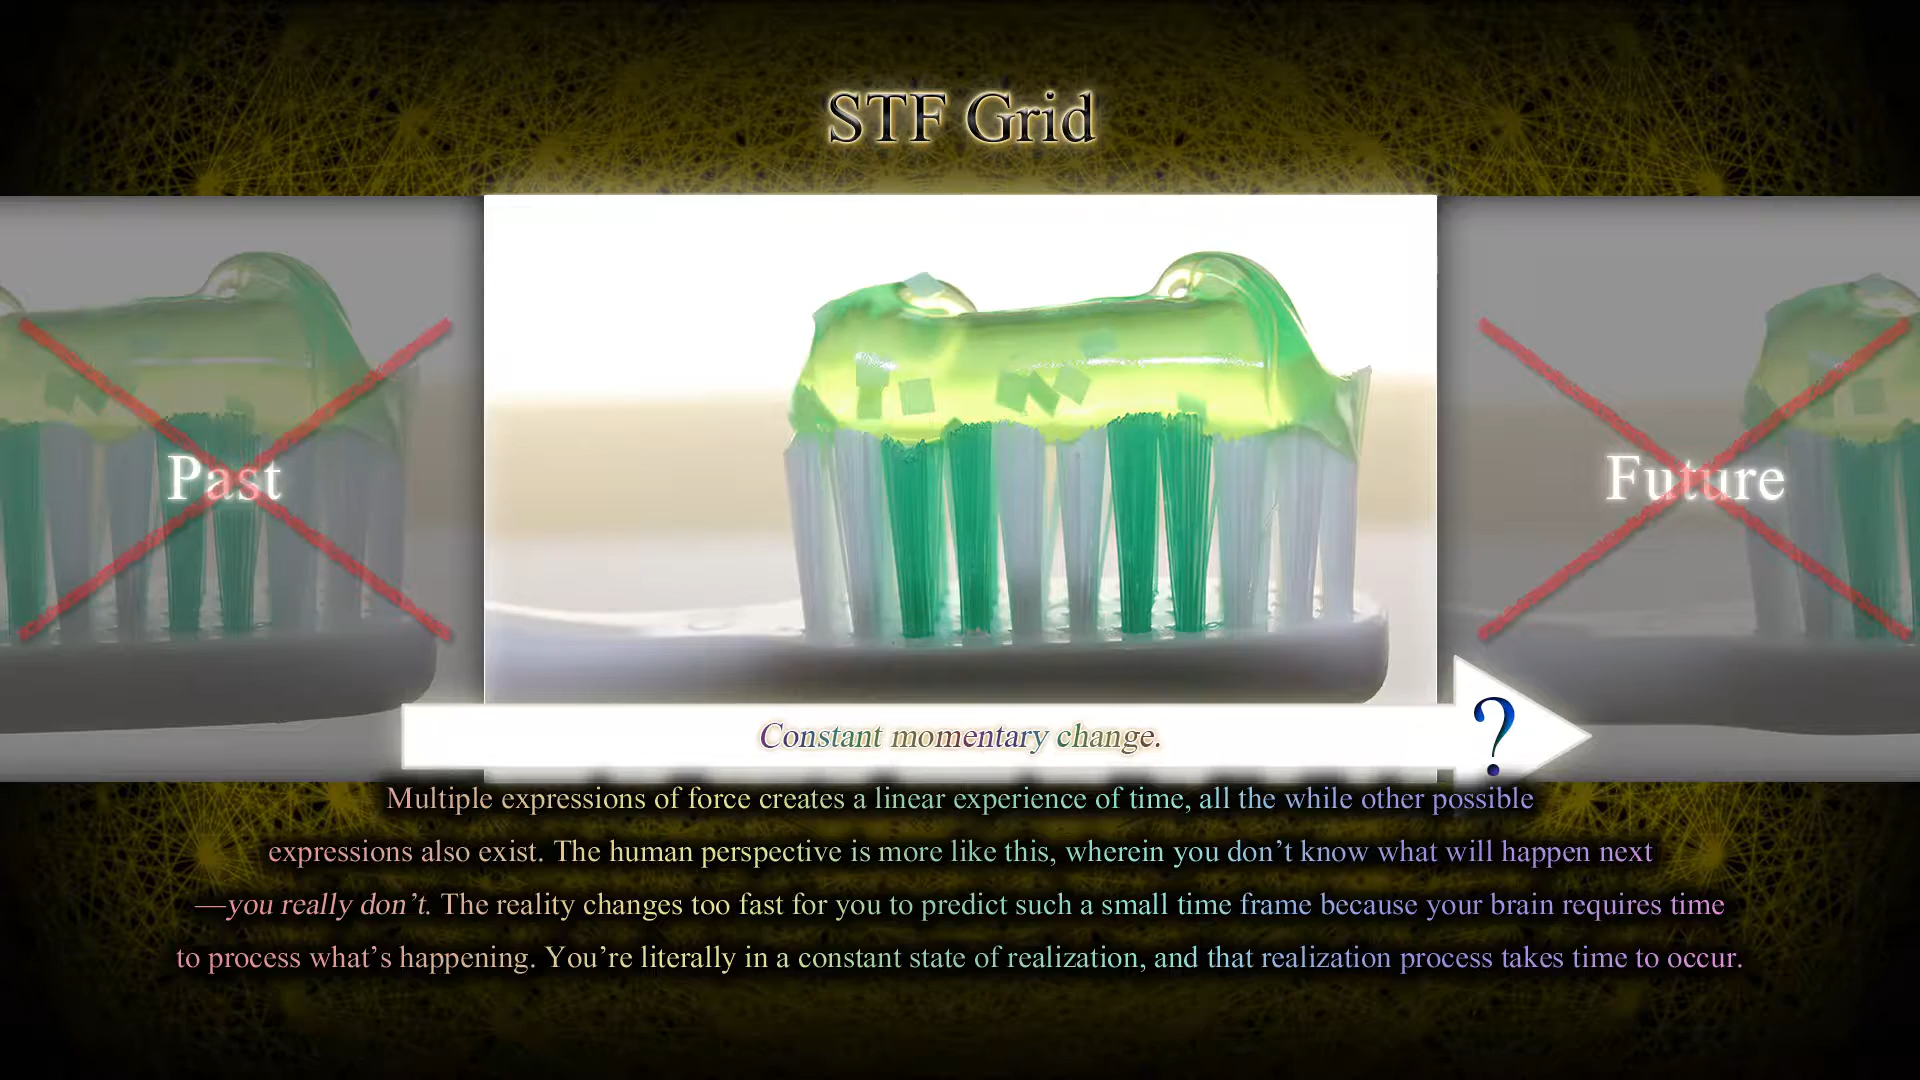 STF Grid
Past
Future
Constant momentary change.
?
Multiple expressions of force creates a linear experience of time, all the while other possible
expressions also exist. The human perspective is more like this, wherein you don’t know what will happen next
—you really don’t. The reality changes too fast for you to predict such a small time frame because your brain requires time
to process what’s happening. You’re literally in a constant state of realization, and that realization process takes time to occur.